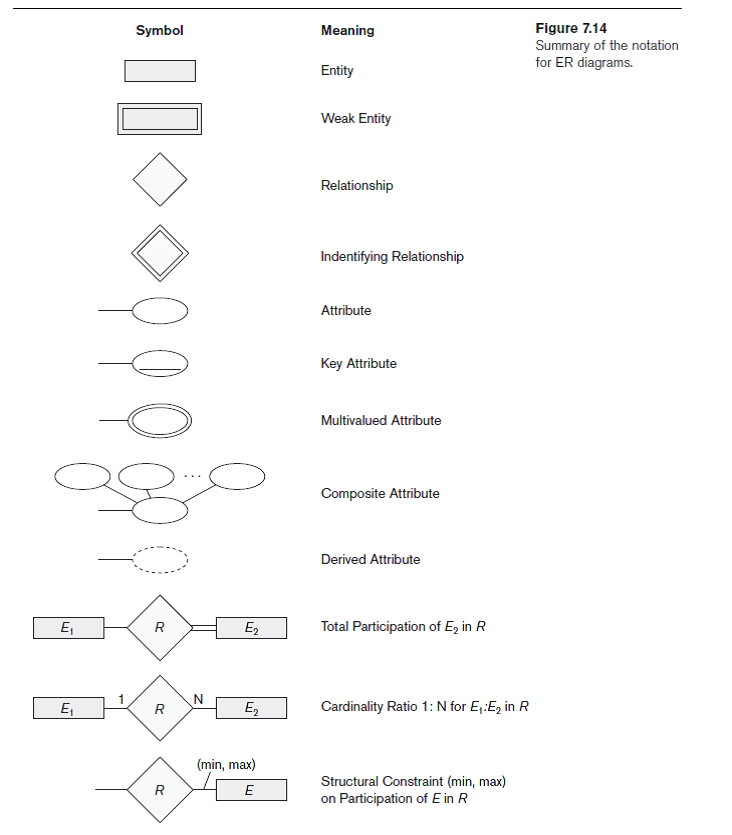 Symbol Meaning
Figure 7.14
Summary of the notation
for ER diagrams.
Entity
Weak Entity
Relationship
Indentifying Relationship
Attribute
Key Attribute
Multivalued Attribute
. . .
Composite Attribute
Derived Attribute
E₁ R E₂ Total Participation of E₂ in R
E₁ 1 R N E₂ Cardinality Ratio 1: N for E₁:E₂ in R
(min, max)
R E
Structural Constraint (min, max)
on Participation of E in R